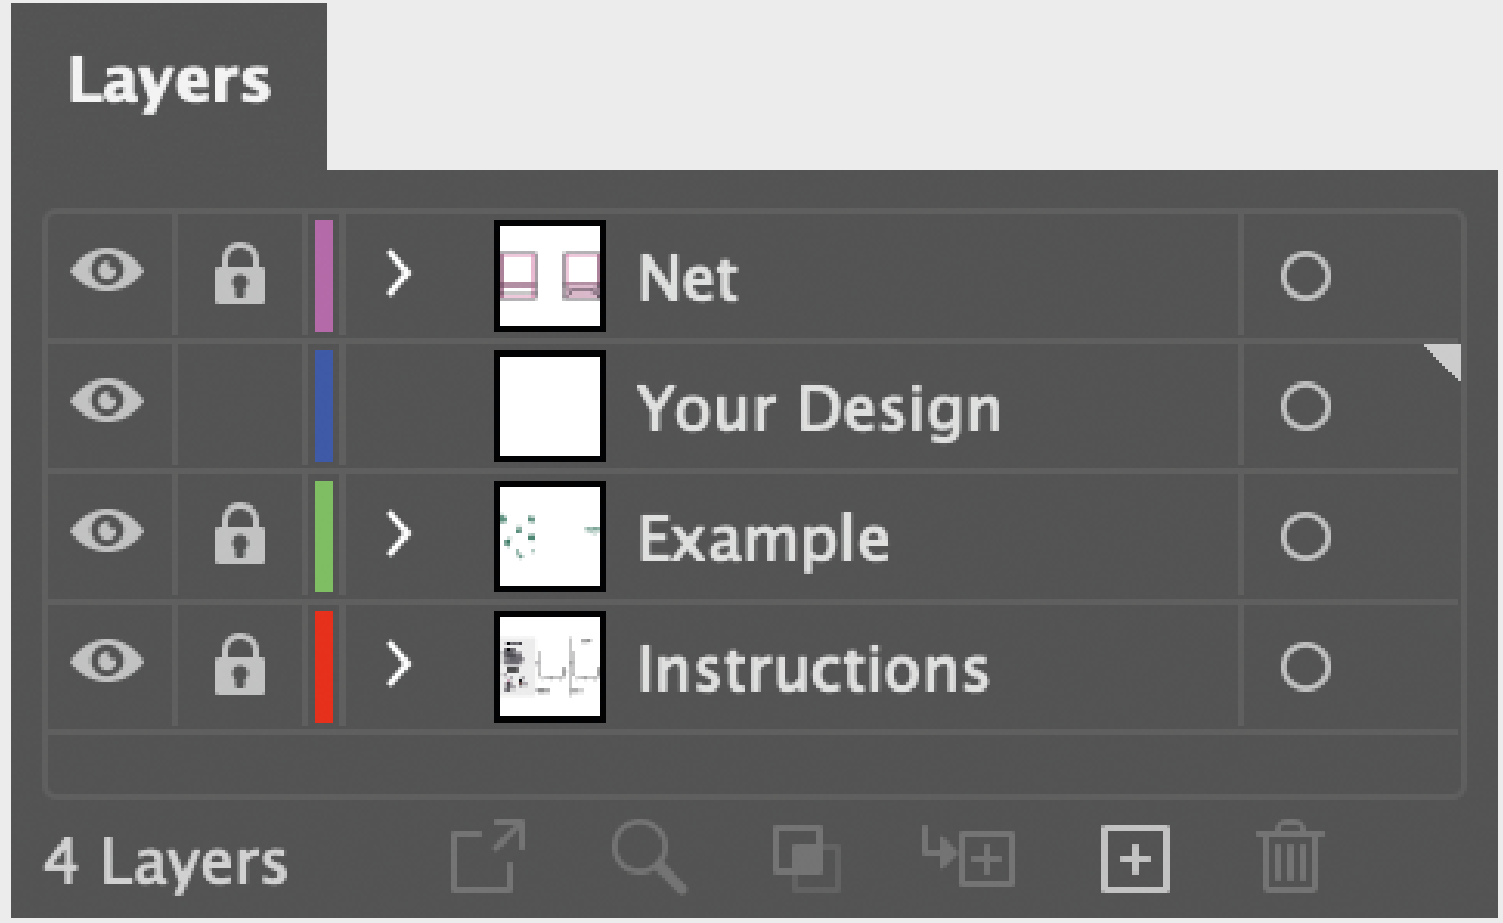 Layers
Net
Your Design
Example
Instructions
4 Layers